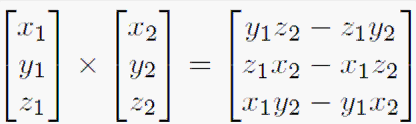 [x₁ y₁ z₁] × [x₂ y₂ z₂] = [y₁z₂ − z₁y₂
z₁x₂ − x₁z₂
x₁y₂ − y₁x₂]